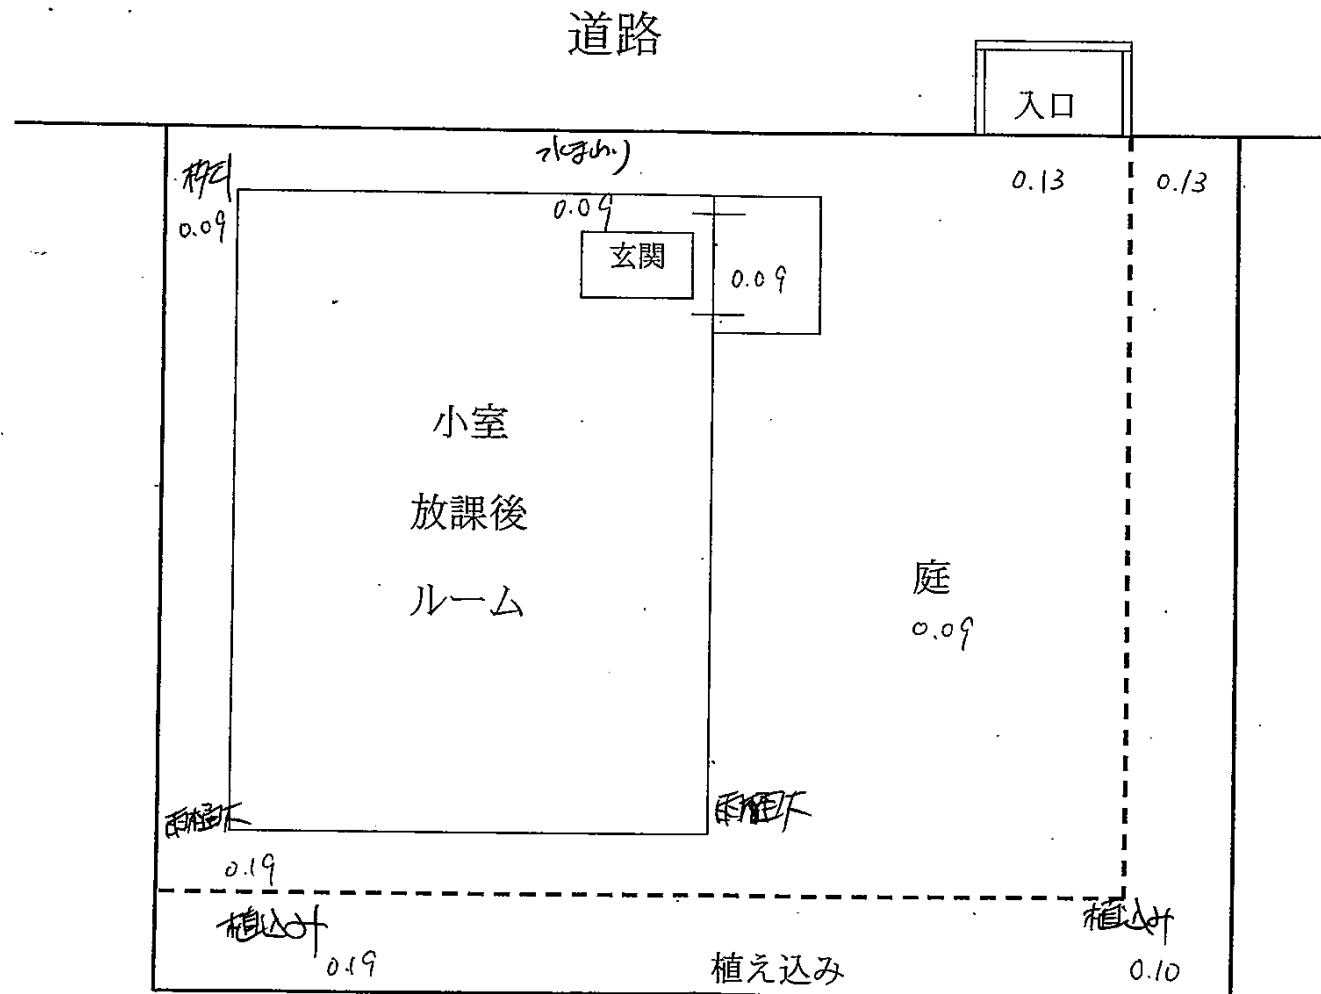 道路
入口
水まわり
0.13
0.13
0.09
0.09
玄関
0.09
小室
放課後
ルーム
庭
0.09
雨樋下
雨樋下
0.19
植込み
植込み
0.19
植え込み
0.10